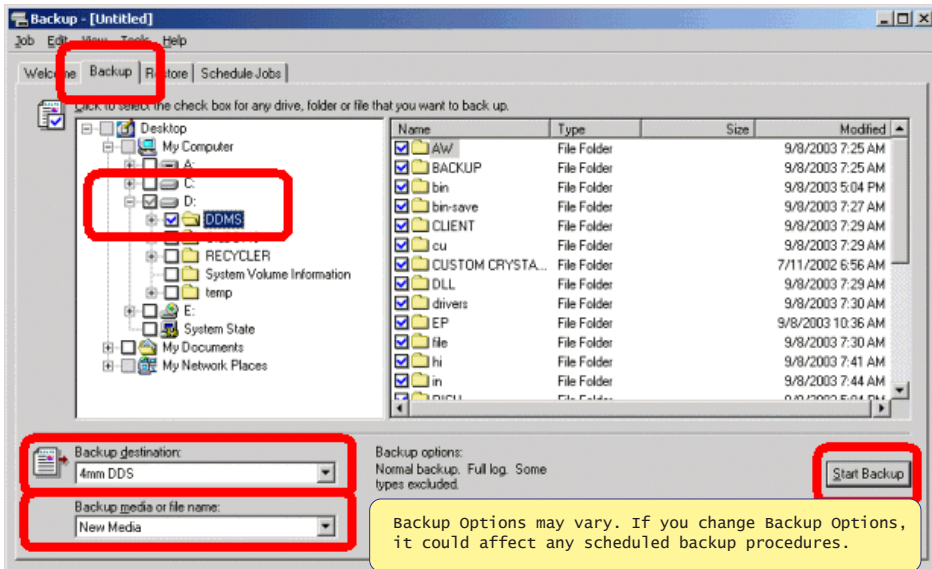 Backup - [Untitled]
Job Edit View Tools Help
Welcome Backup Restore Schedule Jobs
Click to select the check box for any drive, folder or file that you want to back up.
Desktop
My Computer
A:
C:
D:
DDMS
RECYCLER
System Volume Information
temp
E:
System State
My Documents
My Network Places
Name Type Size Modified
AW File Folder 9/8/2003 7:25 AM
BACKUP File Folder 9/8/2003 7:25 AM
bin File Folder 9/8/2003 5:04 PM
bin-save File Folder 9/8/2003 7:27 AM
CLIENT File Folder 9/8/2003 7:29 AM
cu File Folder 9/8/2003 7:29 AM
CUSTOM CRYSTA... File Folder 7/11/2002 6:56 AM
DLL File Folder 9/8/2003 7:29 AM
drivers File Folder 9/8/2003 7:30 AM
EP File Folder 9/8/2003 10:36 AM
file File Folder 9/8/2003 7:30 AM
hi File Folder 9/8/2003 7:41 AM
in File Folder 9/8/2003 7:44 AM
File Folder
Backup destination:
4mm DDS
Backup media or file name:
New Media
Backup options:
Normal backup. Full log. Some
types excluded.
Start Backup
Backup Options may vary. If you change Backup Options,
it could affect any scheduled backup procedures.